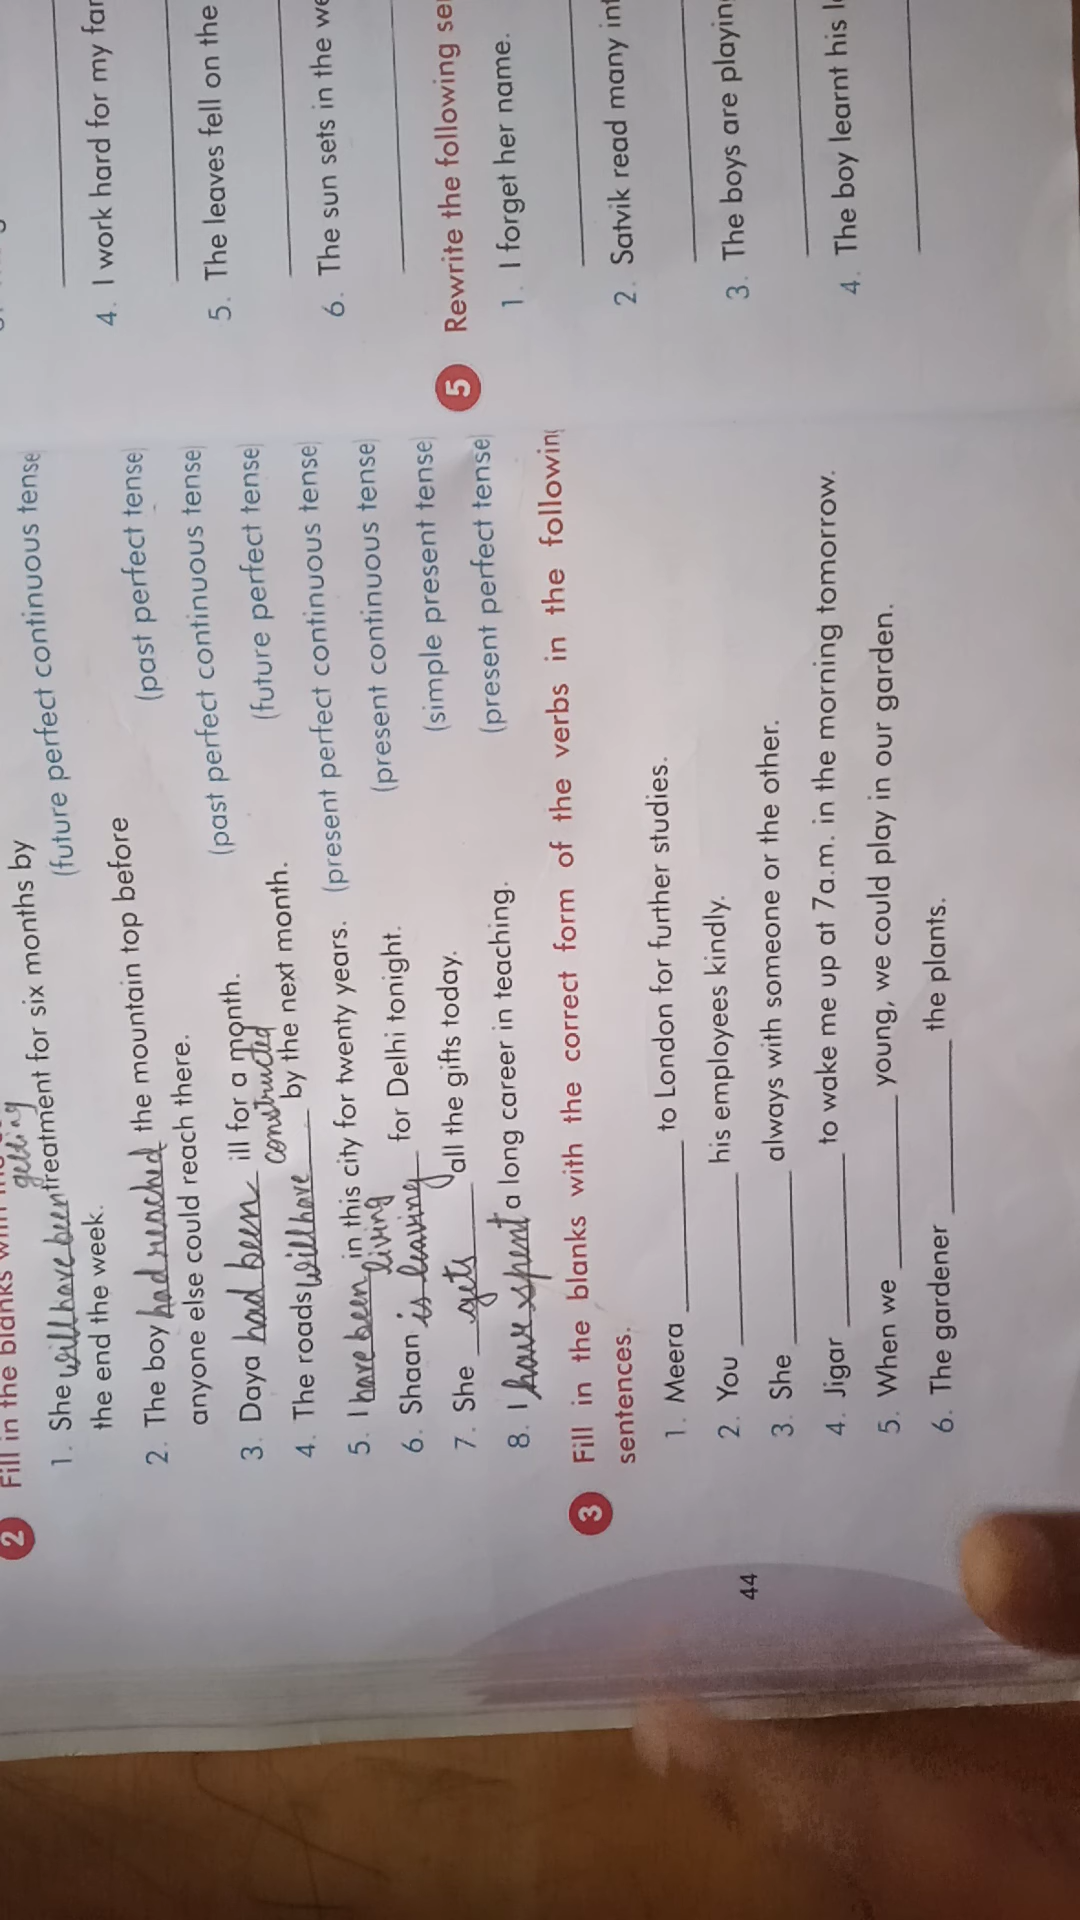 2 Fill in the blanks
1. She will have been getting treatment for six months by
the end the week. (future perfect continuous tense
2. The boy had reached the mountain top before
anyone else could reach there. (past perfect tense)
3. Daya had been ill for a month. (past perfect continuous tense)
4. The roads will have constructed by the next month. (future perfect tense)
5. I have been living in this city for twenty years. (present perfect continuous tense)
6. Shaan is leaving for Delhi tonight. (present continuous tense)
7. She gets all the gifts today. (simple present tense)
8. I have spent a long career in teaching. (present perfect tense)
3 Fill in the blanks with the correct form of the verbs in the following
sentences.
1. Meera ____ to London for further studies.
2. You ____ his employees kindly.
3. She ____ always with someone or the other.
4. Jigar ____ to wake me up at 7a.m. in the morning tomorrow.
5. When we ____ young, we could play in our garden.
6. The gardener ____ the plants.
44
4. I work hard for my
5. The leaves fell on the
6. The sun sets in the
5 Rewrite the following
1. I forget her name.
2. Satvik read many
3. The boys are
4. The boy learnt his